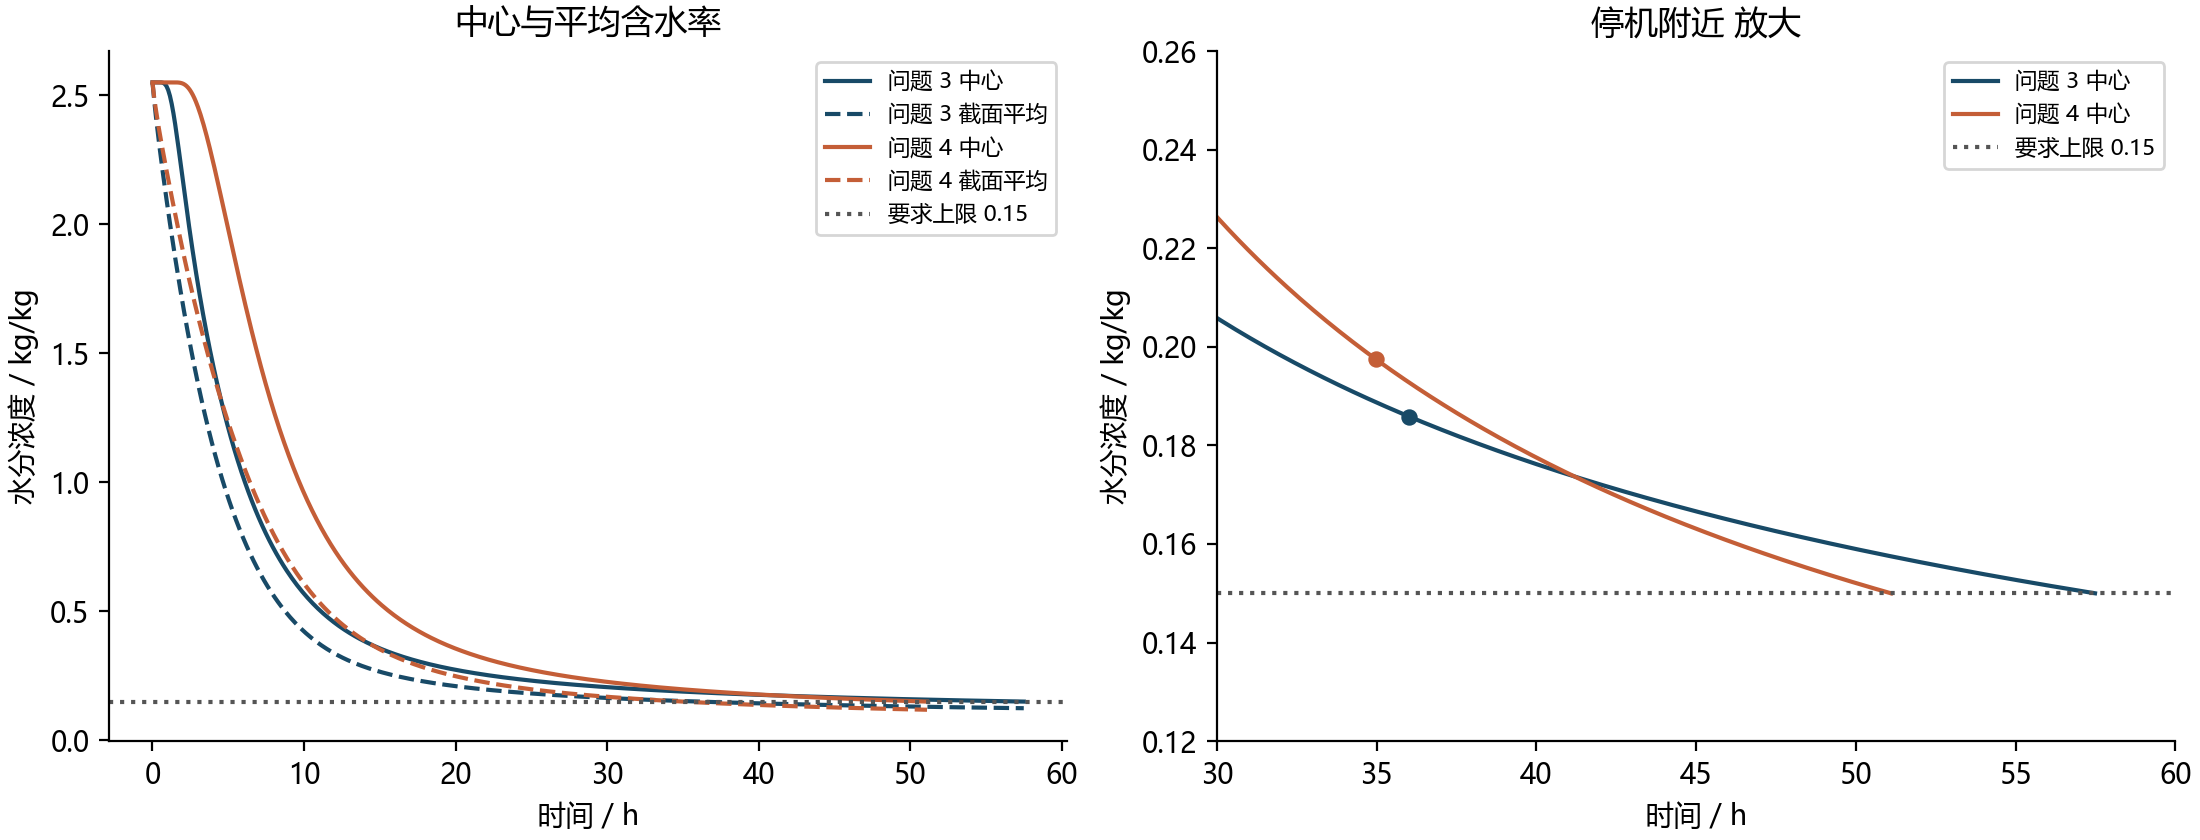 中心与平均含水率
水分浓度 / kg/kg
2.5
2.0
1.5
1.0
0.5
0.0
0 10 20 30 40 50 60
时间 / h
问题 3 中心
问题 3 截面平均
问题 4 中心
问题 4 截面平均
要求上限 0.15
停机附近 放大
水分浓度 / kg/kg
0.26
0.24
0.22
0.20
0.18
0.16
0.14
0.12
30 35 40 45 50 55 60
时间 / h
问题 3 中心
问题 4 中心
要求上限 0.15